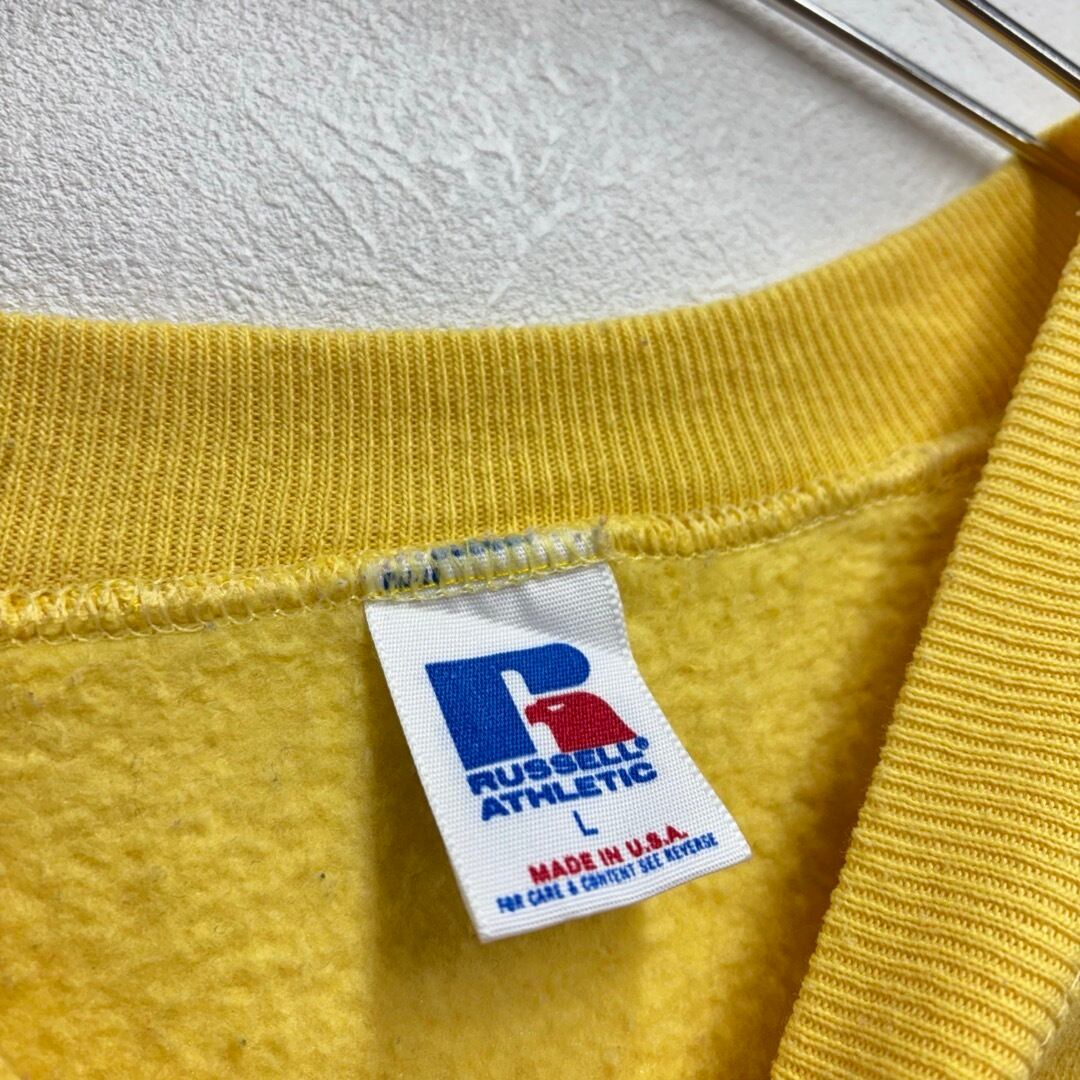 RUSSELL®
ATHLETIC
L
MADE IN U.S.A.
FOR CARE & CONTENT SEE REVERSE